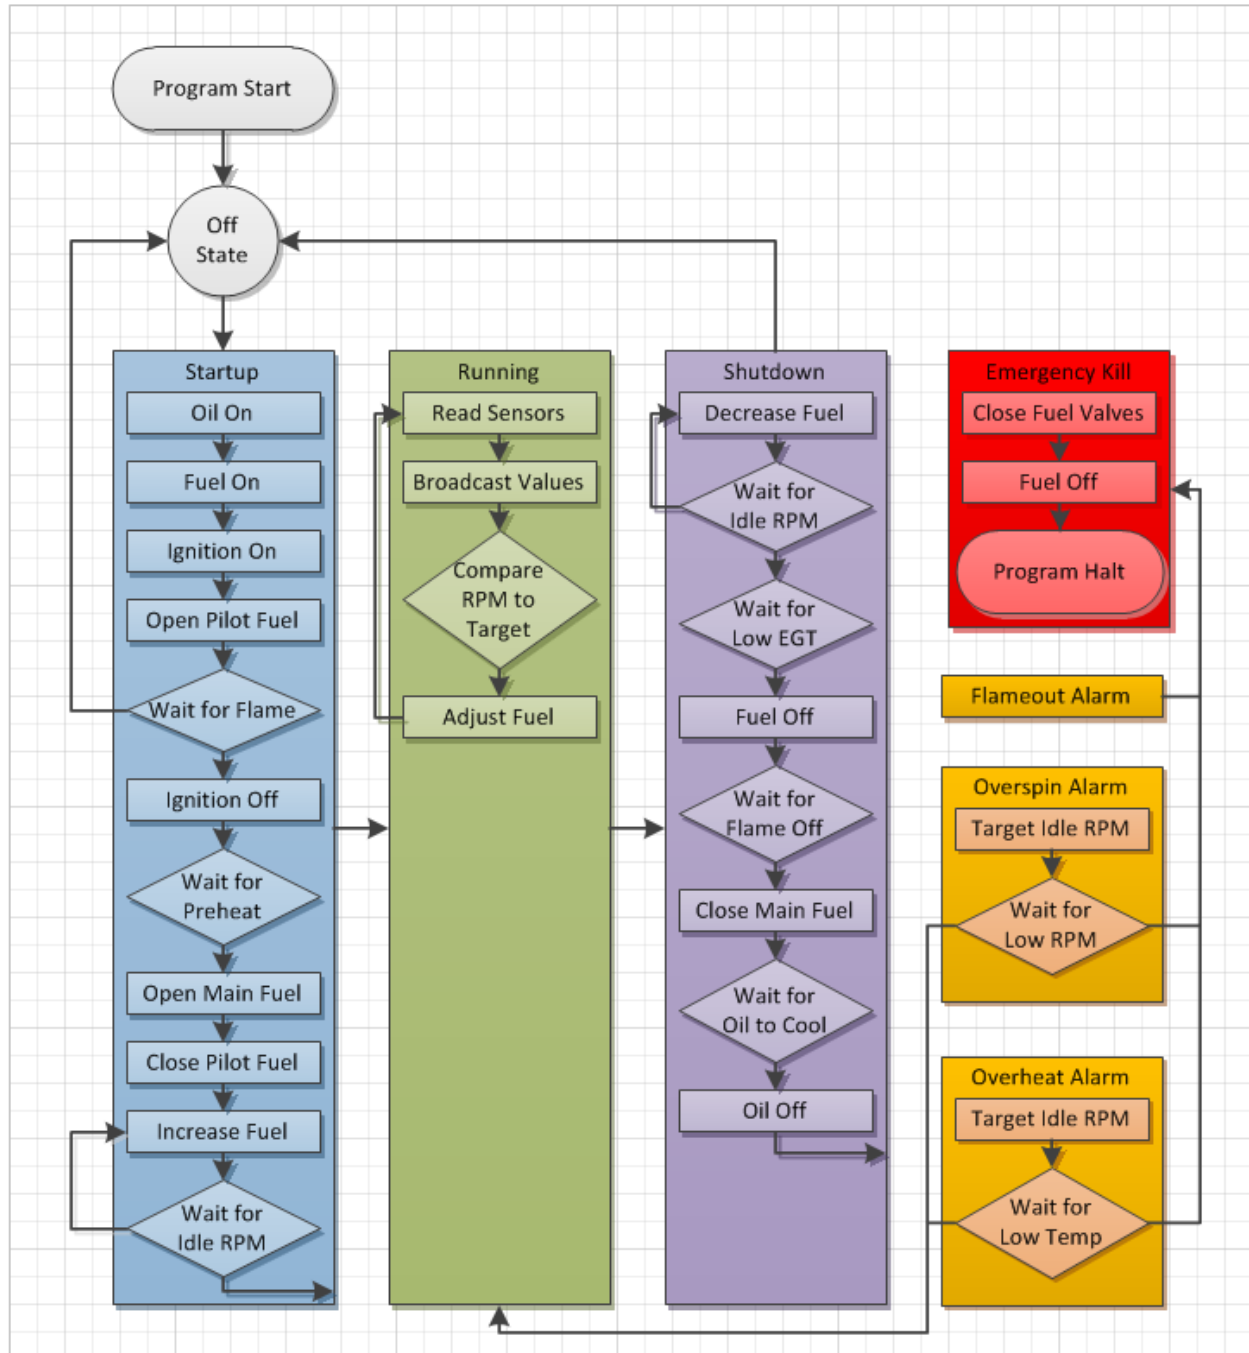 Program Start
Off
State
Startup
Oil On
Fuel On
Ignition On
Open Pilot Fuel
Wait for Flame
Ignition Off
Wait for
Preheat
Open Main Fuel
Close Pilot Fuel
Increase Fuel
Wait for
Idle RPM
Running
Read Sensors
Broadcast Values
Compare
RPM to
Target
Adjust Fuel
Shutdown
Decrease Fuel
Wait for
Idle RPM
Wait for
Low EGT
Fuel Off
Wait for
Flame Off
Close Main Fuel
Wait for
Oil to Cool
Oil Off
Emergency Kill
Close Fuel Valves
Fuel Off
Program Halt
Flameout Alarm
Overspin Alarm
Target Idle RPM
Wait for
Low RPM
Overheat Alarm
Target Idle RPM
Wait for
Low Temp